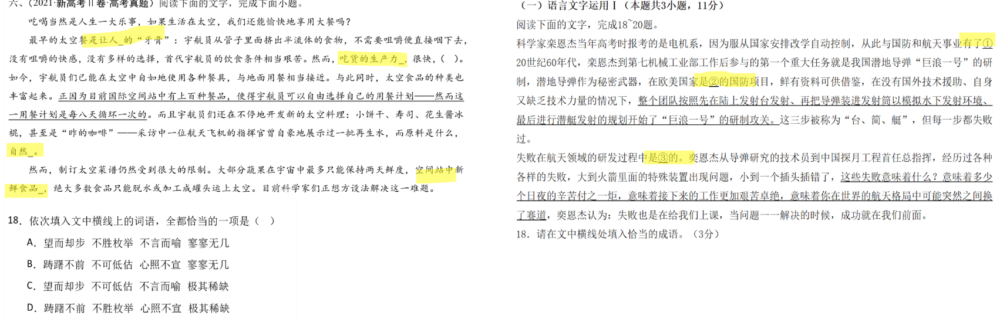 六、（2021·新高考Ⅱ卷·高考真题）阅读下面的文字，完成下面小题。
吃喝当然是人生一大乐事，如果生活在太空，我们还能愉快地享用大餐吗？
最早的太空餐是让人_的“牙膏”：宇航员从管子里面挤出半流体的食物，不需要咀嚼便直接咽下去，
没有咀嚼的快感，没有多样的选择，首代宇航员的饮食条件相当艰苦。然而，吃货的生产力_，很快，（ ）。
如今，宇航员们已能在太空中自如地使用各种餐具，与地面用餐相当接近。与此同时，太空食品的种类也
丰富起来。正因为目前国际空间站中有上百种餐品，使得宇航员可以自由选择自己的用餐计划——然而这
一用餐计划是每八天循环一次的。而且宇航员们还在不停地开发新的太空料理：小饼干、寿司、花生酱冰
棍，甚至是“昨的咖啡”——采访中一位航天飞机的指挥官曾自豪地展示过一批再生水，而原料是什么，
自然_。
然而，制订太空菜谱仍然受到很大的限制。大部分蔬果在宇宙中最多只能保持两天鲜度，空间站中新
鲜食品_，绝大多数食品只能脱水或加工成罐头运上太空。目前科学家们正想方设法解决这一难题。
18．依次填入文中横线上的词语，全都恰当的一项是（ ）
A．望而却步 不胜枚举 不言而喻 寥寥无几
B．踌躇不前 不可低估 心照不宣 寥寥无几
C．望而却步 不可低估 不言而喻 极其稀缺
D．踌躇不前 不胜枚举 心照不宣 极其稀缺
（一）语言文字运用Ⅰ（本题共3小题，11分）
阅读下面的文字，完成18~20题。
科学家栾恩杰当年高考时报考的是电机系，因为服从国家安排改学自动控制，从此与国防和航天事业有了①
20世纪60年代，栾恩杰到第七机械工业部工作后参与的第一个重大任务就是我国潜地导弹“巨浪一号”的研
制，潜地导弹作为秘密武器，在欧美国家是②的国防项目，鲜有资料可供借鉴，在没有国外技术援助、自身
又缺乏技术力量的情况下，整个团队按照先在陆上发射台发射、再把导弹装进发射筒以模拟水下发射环境、
最后进行潜艇发射的规划开始了“巨浪一号”的研制攻关。这三步被称为“台、简、艇”，但每一步都失败
过。
失败在航天领域的研发过程中是③的。奕恩杰从导弹研究的技术员到中国探月工程首任总指挥，经历过各种
各样的失败，大到火箭里面的特殊装置出现问题，小到一个插头插错了，这些失败意味着什么？意味着多少
个日夜的辛苦付之一炬，意味着接下来的工作更加艰苦卓绝，意味着你在世界的航天格局中可能突然之间换
了赛道，奕恩杰认为：失败也是在给我们上课，当问题一一解决的时候，成功就在我们前面。
18．请在文中横线处填入恰当的成语。（3分）